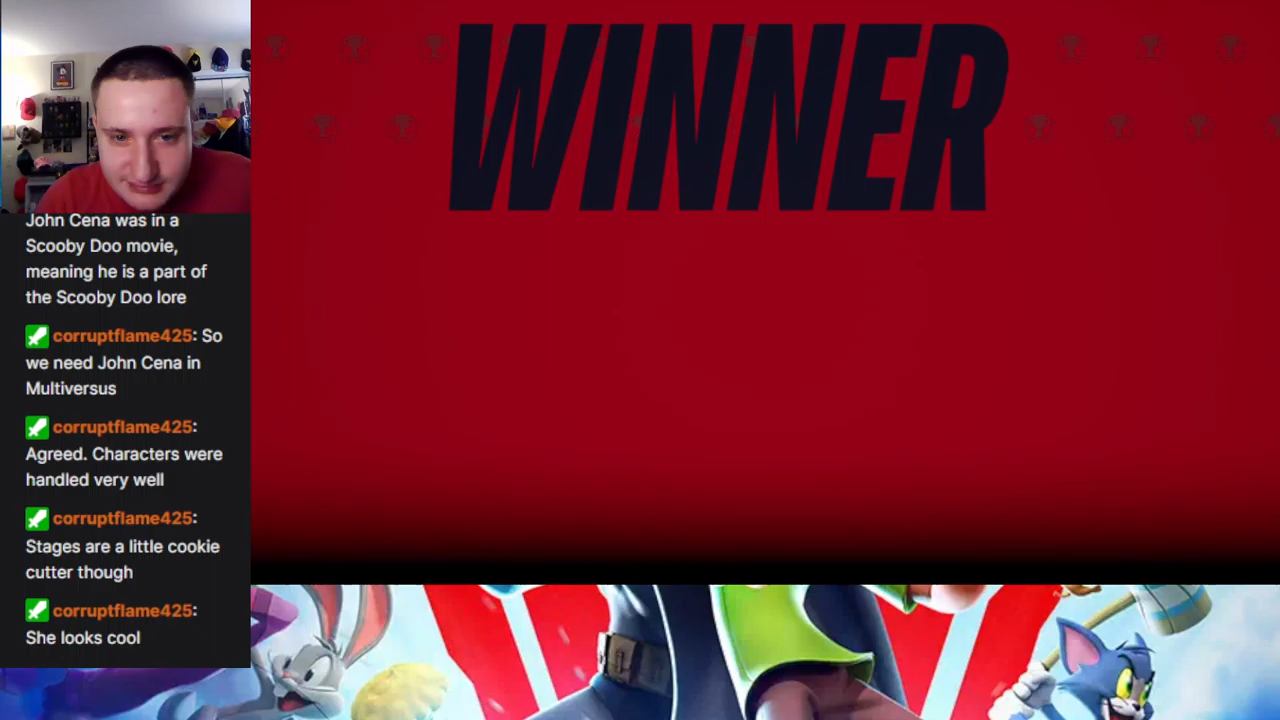 WINNER
John Cena was in a
Scooby Doo movie,
meaning he is a part of
the Scooby Doo lore
corruptflame425: So
we need John Cena in
Multiversus
corruptflame425:
Agreed. Characters were
handled very well
corruptflame425:
Stages are a little cookie
cutter though
corruptflame425:
She looks cool